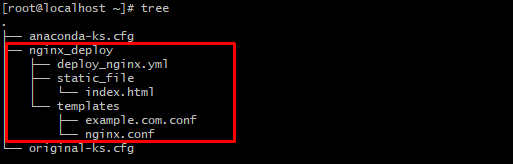 [root@localhost ~]# tree
.
├── anaconda-ks.cfg
├── nginx_deploy
│   ├── deploy_nginx.yml
│   ├── static_file
│   │   └── index.html
│   └── templates
│       ├── example.com.conf
│       └── nginx.conf
└── original-ks.cfg